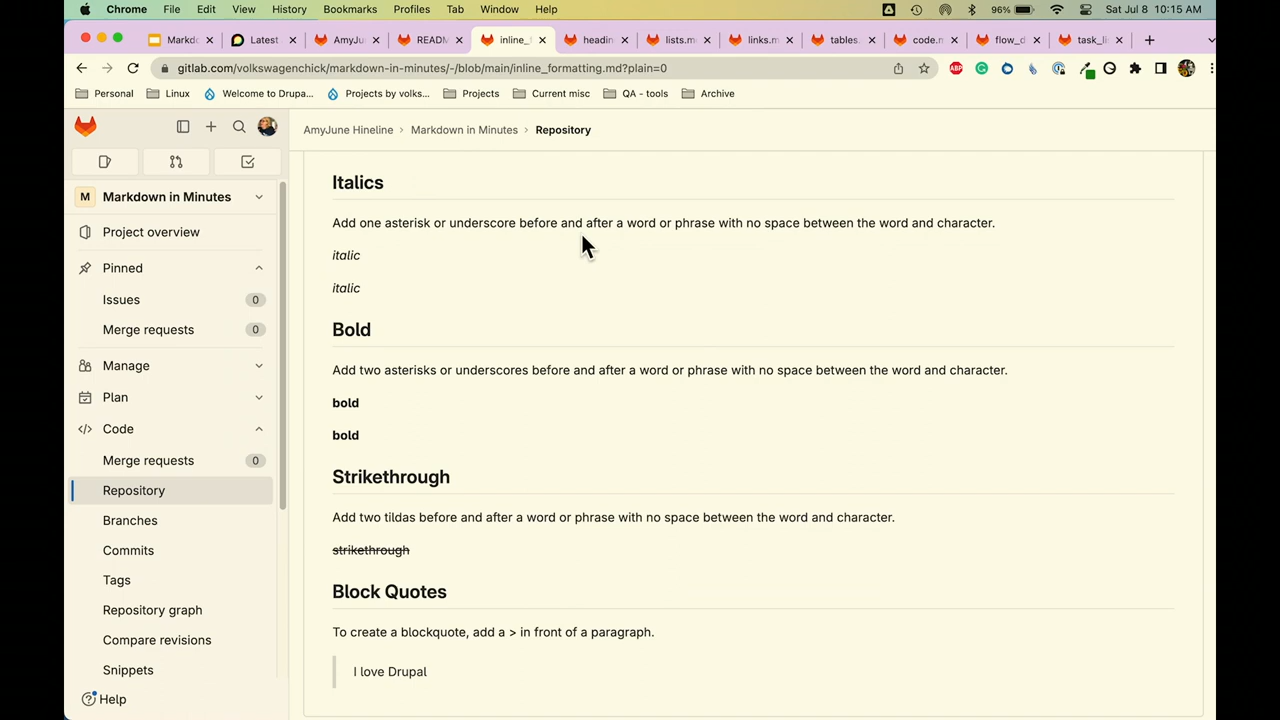 Chrome File Edit View History Bookmarks Profiles Tab Window Help 96% Sat Jul 8 10:15 AM
Markdo Latest AmyJu READM inline_f headin lists.m links.m tables. code.m flow_d task_li
gitlab.com/volkswagenchick/markdown-in-minutes/-/blob/main/inline_formatting.md?plain=0
Personal Linux Welcome to Drupa... Projects by volks... Projects Current misc QA - tools Archive
AmyJune Hineline > Markdown in Minutes > Repository
M Markdown in Minutes
Project overview
Pinned
Issues 0
Merge requests 0
Manage
Plan
Code
Merge requests 0
Repository
Branches
Commits
Tags
Repository graph
Compare revisions
Snippets
Help
Italics
Add one asterisk or underscore before and after a word or phrase with no space between the word and character.
italic
italic
Bold
Add two asterisks or underscores before and after a word or phrase with no space between the word and character.
bold
bold
Strikethrough
Add two tildas before and after a word or phrase with no space between the word and character.
strikethrough
Block Quotes
To create a blockquote, add a > in front of a paragraph.
I love Drupal